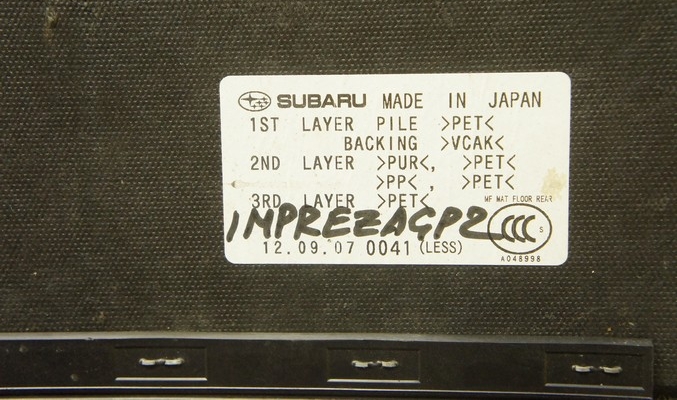 SUBARU MADE IN JAPAN
1ST LAYER PILE >PET<
BACKING >VCAK<
2ND LAYER >PUR<, >PET<
>PP<, >PET<
3RD LAYER >PET<
MF MAT FLOOR REAR
IMPREZAGP2
CCC S
12.09.07 0041 (LESS)
A048998